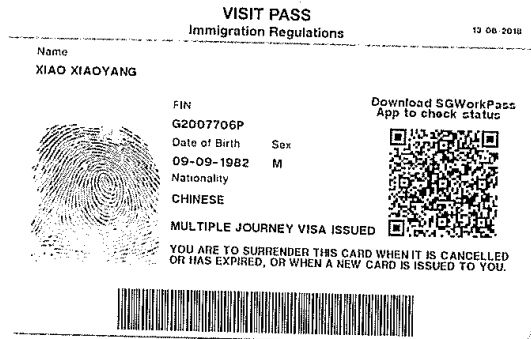 VISIT PASS
Immigration Regulations
13-06-2018
Name
XIAO XIAOYANG
FIN
G2007706P
Date of Birth Sex
09-09-1982 M
Nationality
CHINESE
Download SGWorkPass
App to check status
MULTIPLE JOURNEY VISA ISSUED
YOU ARE TO SURRENDER THIS CARD WHEN IT IS CANCELLED
OR HAS EXPIRED, OR WHEN A NEW CARD IS ISSUED TO YOU.